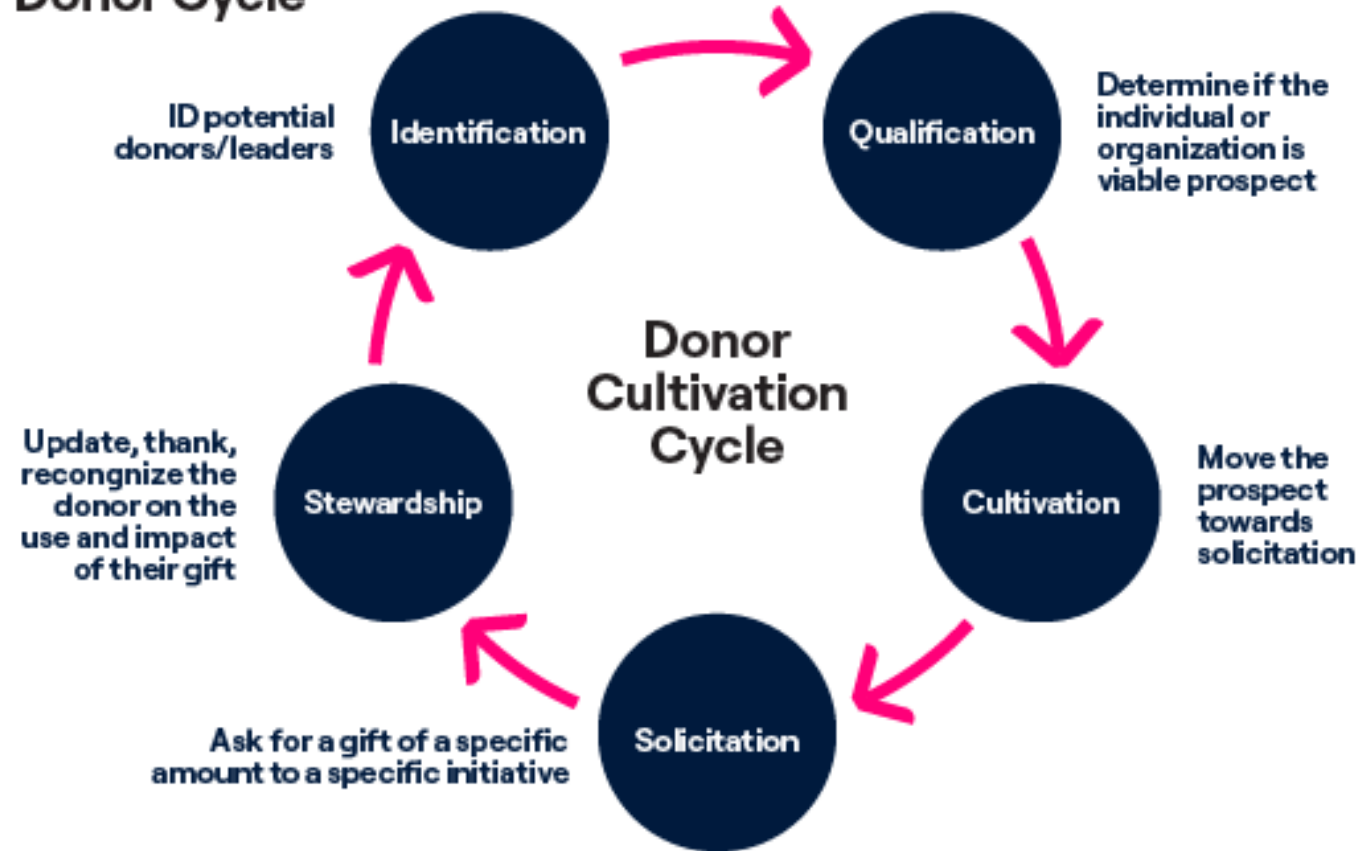 Donor Cycle
Identification
ID potential
donors/leaders
Qualification
Determine if the
individual or
organization is
viable prospect
Donor
Cultivation
Cycle
Cultivation
Move the
prospect
towards
solicitation
Solicitation
Ask for a gift of a specific
amount to a specific initiative
Stewardship
Update, thank,
recongnize the
donor on the
use and impact
of their gift